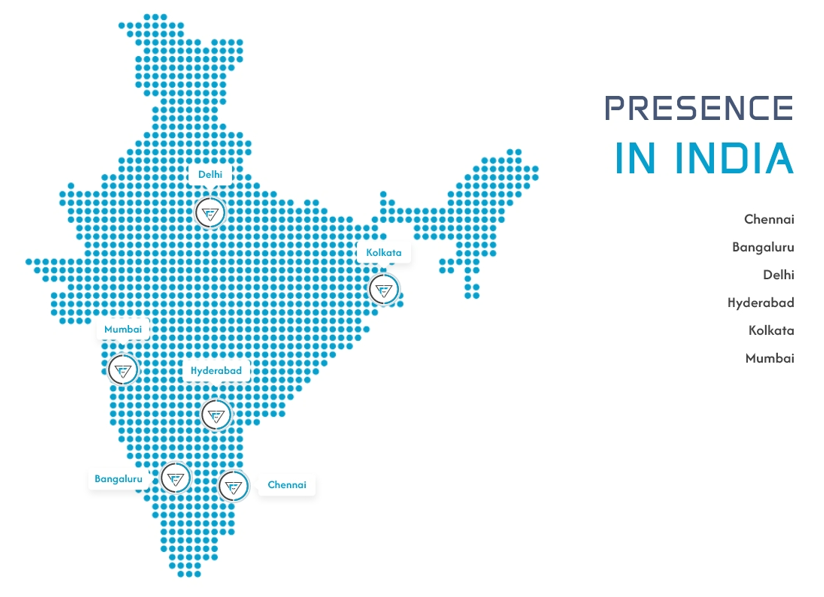 PRESENCE
IN INDIA
Chennai
Bangaluru
Delhi
Hyderabad
Kolkata
Mumbai
Delhi
Kolkata
Mumbai
Hyderabad
Bangaluru
Chennai